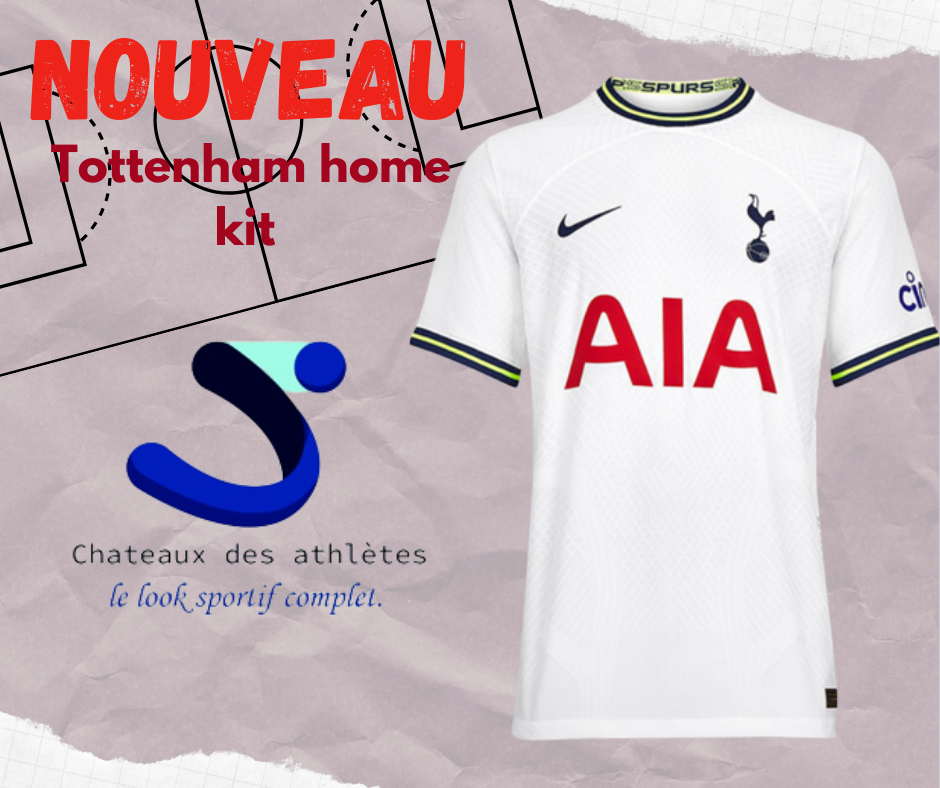 NOUVEAU
Tottenham home
kit
SPURS
AIA
Chateaux des athlètes
le look sportif complet.